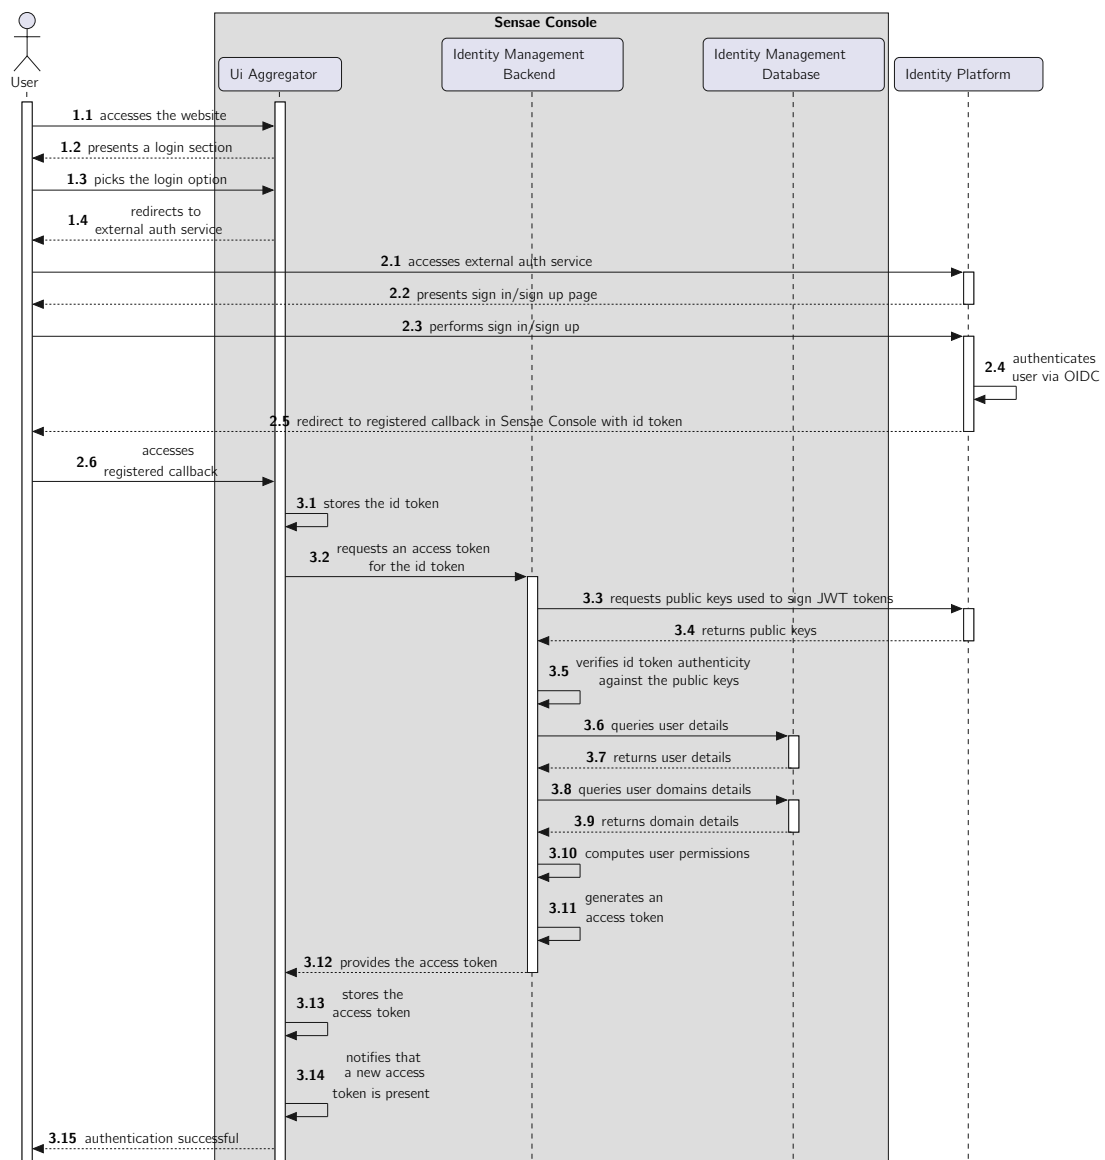 Sensae Console
User
Ui Aggregator
Identity Management
Backend
Identity Management
Database
Identity Platform
1.1 accesses the website
1.2 presents a login section
1.3 picks the login option
1.4 redirects to
external auth service
2.1 accesses external auth service
2.2 presents sign in/sign up page
2.3 performs sign in/sign up
2.4 authenticates
user via OIDC
2.5 redirect to registered callback in Sensae Console with id token
2.6 accesses
registered callback
3.1 stores the id token
3.2 requests an access token
for the id token
3.3 requests public keys used to sign JWT tokens
3.4 returns public keys
3.5 verifies id token authenticity
against the public keys
3.6 queries user details
3.7 returns user details
3.8 queries user domains details
3.9 returns domain details
3.10 computes user permissions
3.11 generates an
access token
3.12 provides the access token
3.13 stores the
access token
3.14 notifies that
a new access
token is present
3.15 authentication successful